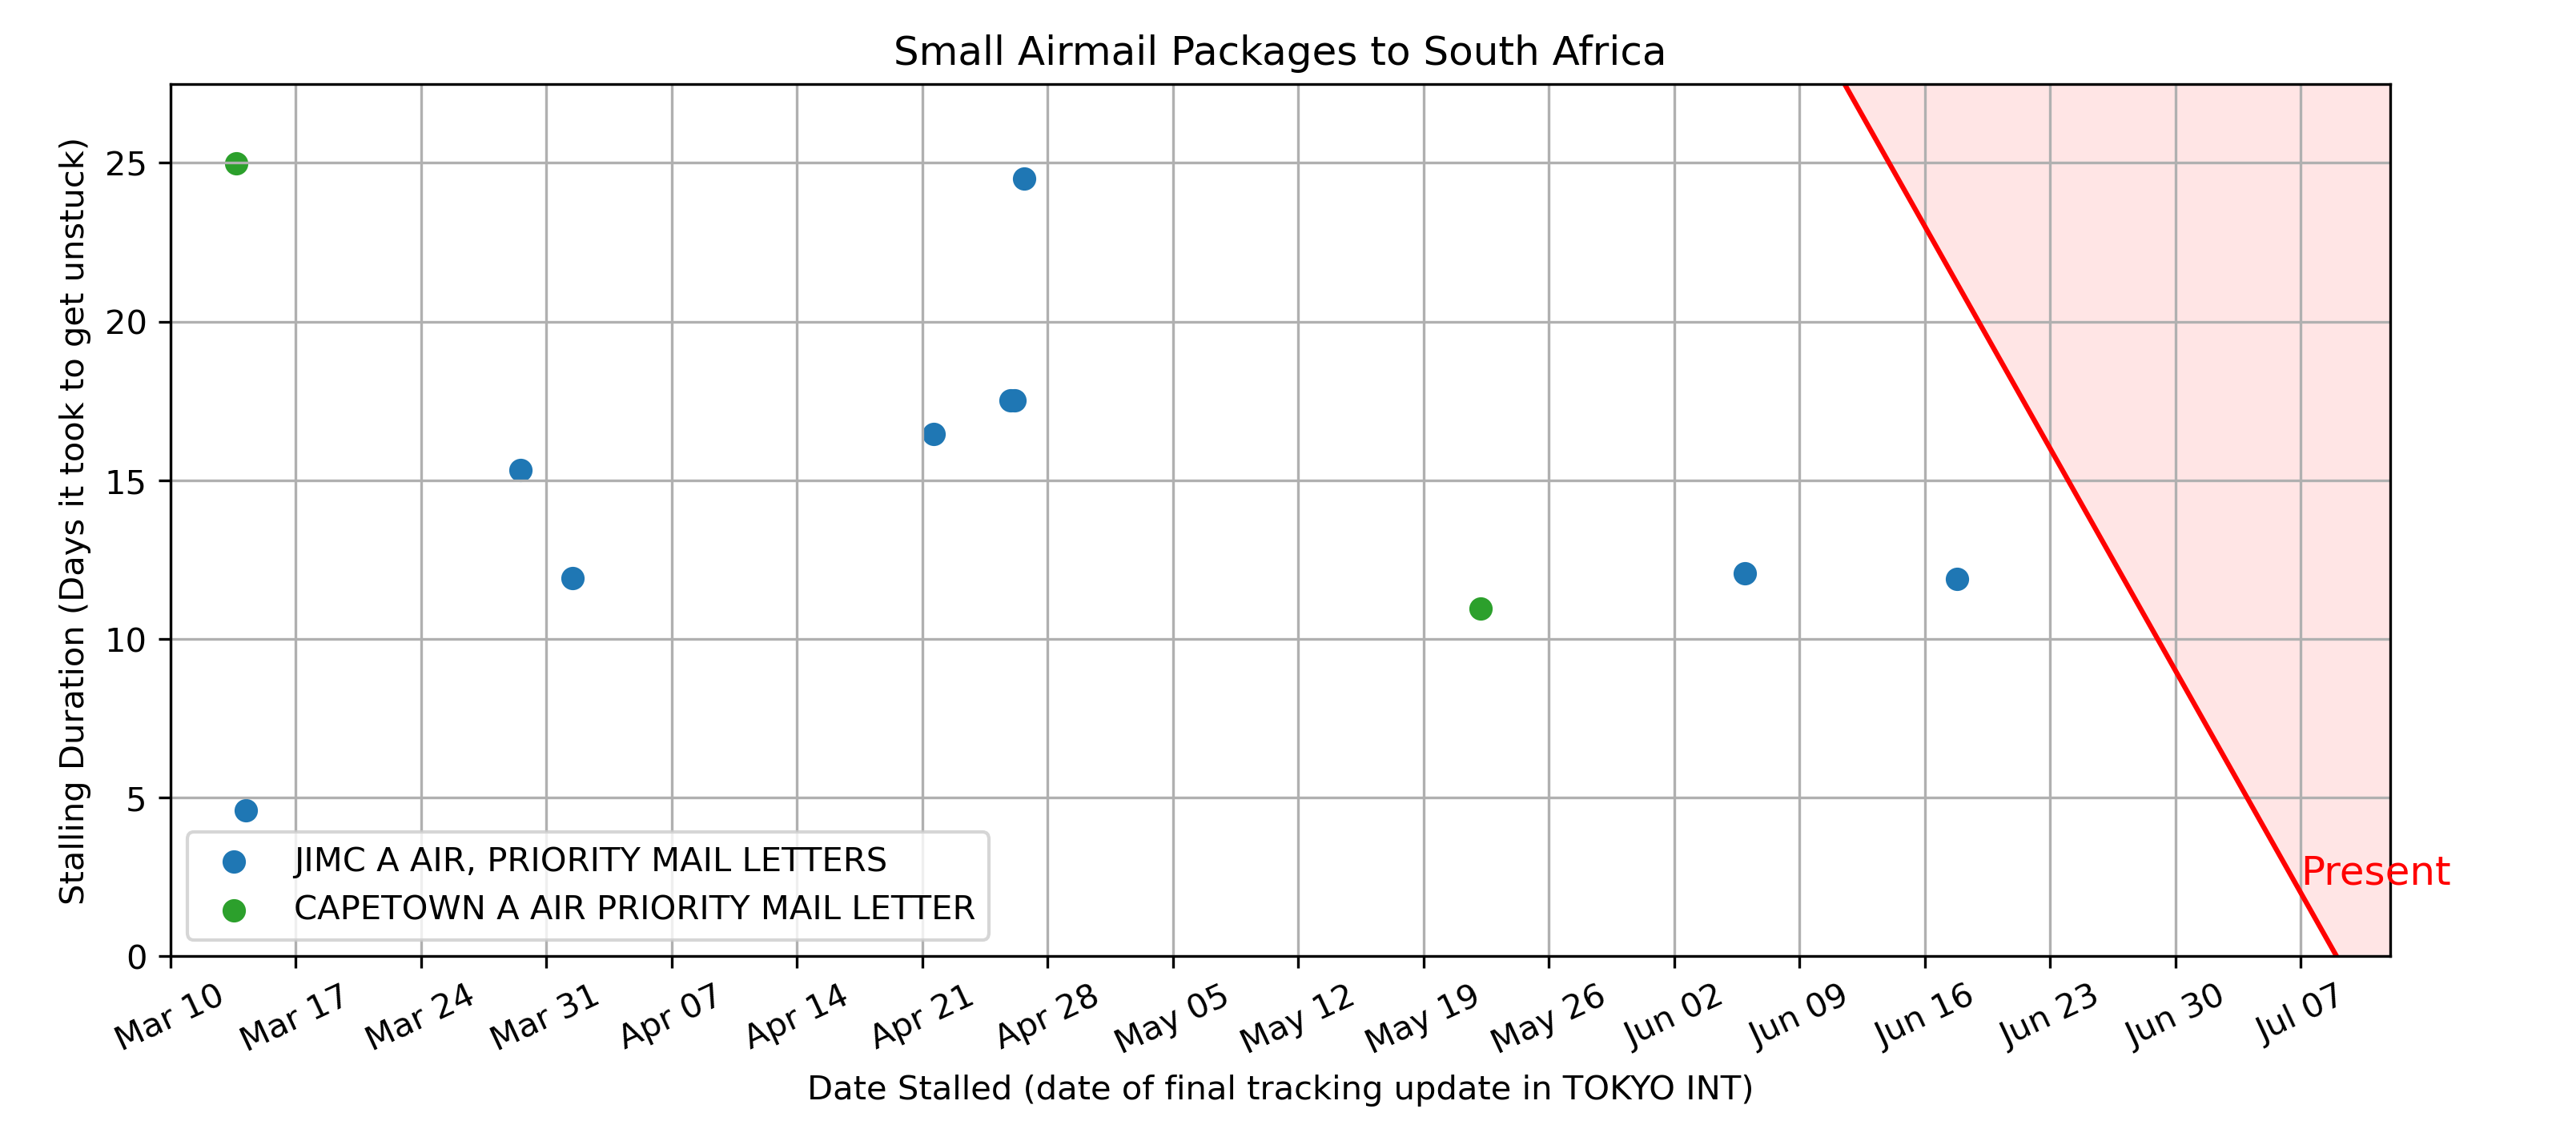 Small Airmail Packages to South Africa
Stalling Duration (Days it took to get unstuck)
25
20
15
10
5
0
JIMC A AIR, PRIORITY MAIL LETTERS
CAPETOWN A AIR PRIORITY MAIL LETTER
Present
Mar 10 Mar 17 Mar 24 Mar 31 Apr 07 Apr 14 Apr 21 Apr 28 May 05 May 12 May 19 May 26 Jun 02 Jun 09 Jun 16 Jun 23 Jun 30 Jul 07
Date Stalled (date of final tracking update in TOKYO INT)